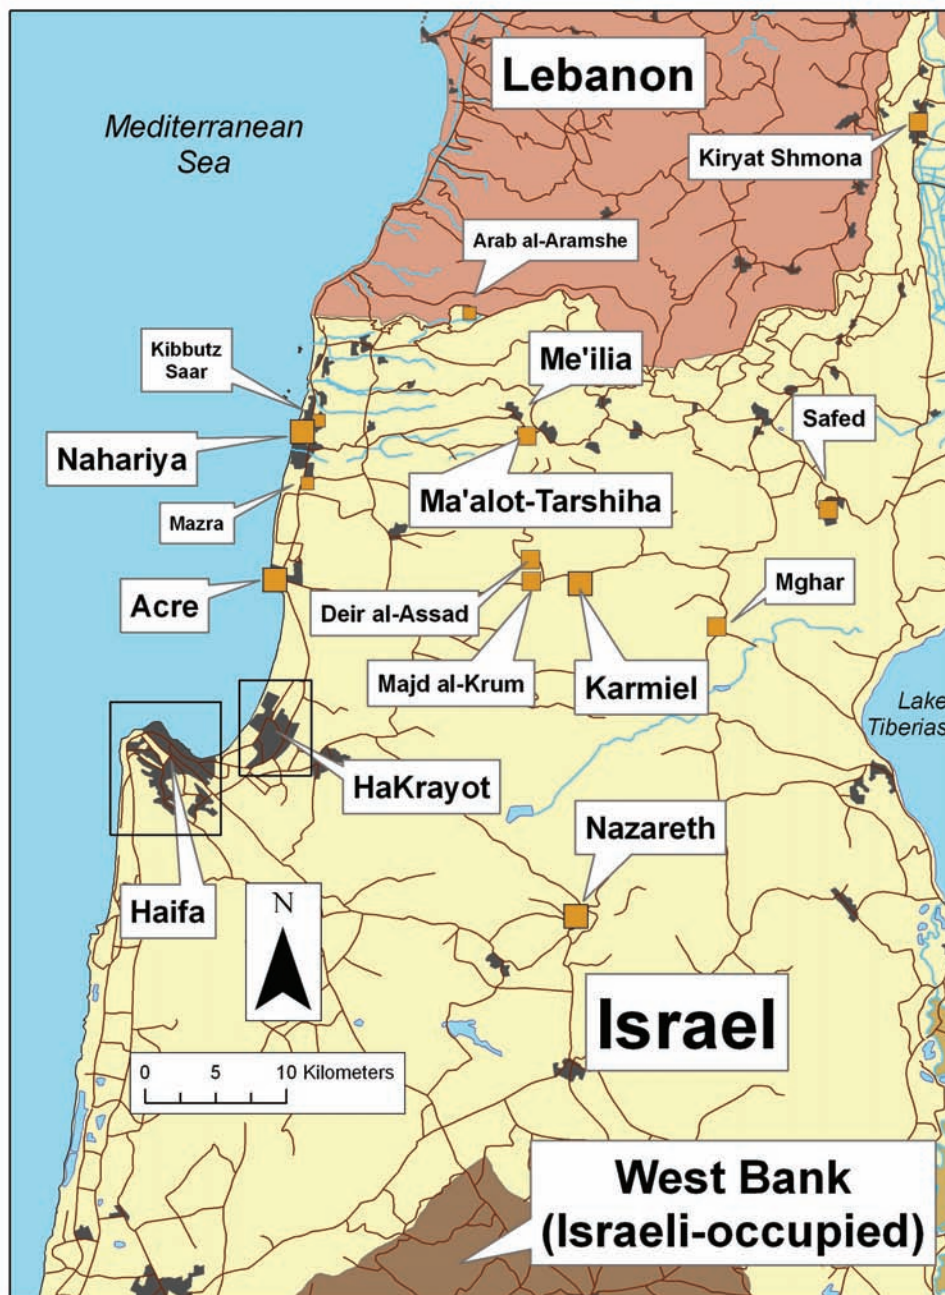 Lebanon
Mediterranean
Sea
Kiryat Shmona
Arab al-Aramshe
Kibbutz
Saar
Me'ilia
Safed
Nahariya
Ma'alot-Tarshiha
Mazra
Acre
Deir al-Assad
Mghar
Majd al-Krum
Karmiel
Lake
Tiberias
HaKrayot
Nazareth
Haifa
N
Israel
0 5 10 Kilometers
West Bank
(Israeli-occupied)